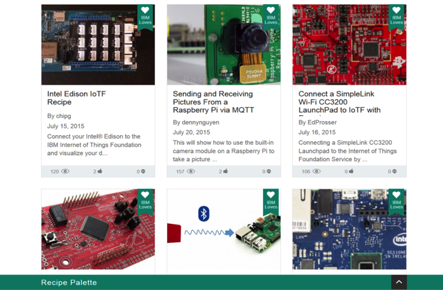 IBM Loves
IBM Loves
IBM Loves
Intel Edison IoTF
Recipe
By chipg
July 15, 2015
Connect your Intel® Edison to the
IBM Internet of Things Foundation
and visualize your d...
120
3
0
Sending and Receiving
Pictures From a
Raspberry Pi via MQTT
By dennynguyen
July 20, 2015
This will show how to use the built-in
camera module on a Raspberry Pi to
take a picture ...
157
2
0
Connect a SimpleLink
Wi-Fi CC3200
LaunchPad to IoTF with
By EdProsser
July 16, 2015
Connecting a SimpleLink CC3200
Launchpad to the Internet of Things
Foundation Service by ...
2
0
IBM Loves
IBM Loves
IBM Loves
Recipe Palette